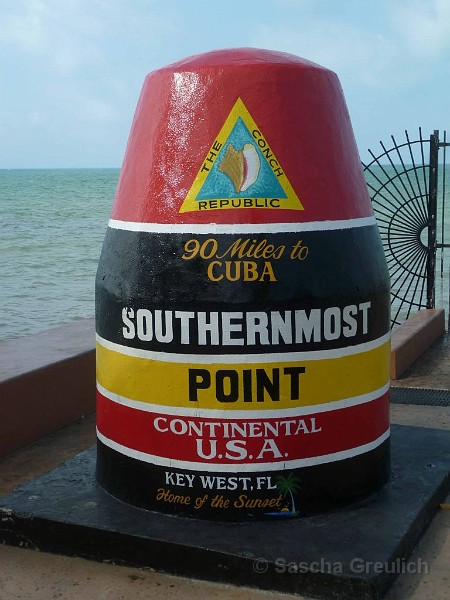 THE CONCH
REPUBLIC
90 Miles to
CUBA
SOUTHERNMOST
POINT
CONTINENTAL
U.S.A.
KEY WEST, FL
Home of the Sunset
© Sascha Greulich